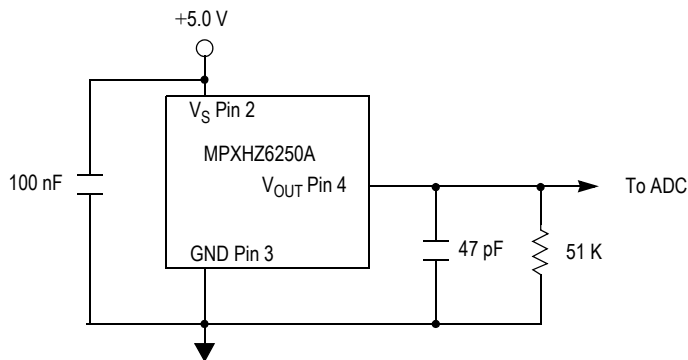 +5.0 V
V_S Pin 2
MPXHZ6250A
100 nF
V_OUT Pin 4
To ADC
GND Pin 3
47 pF
51 K